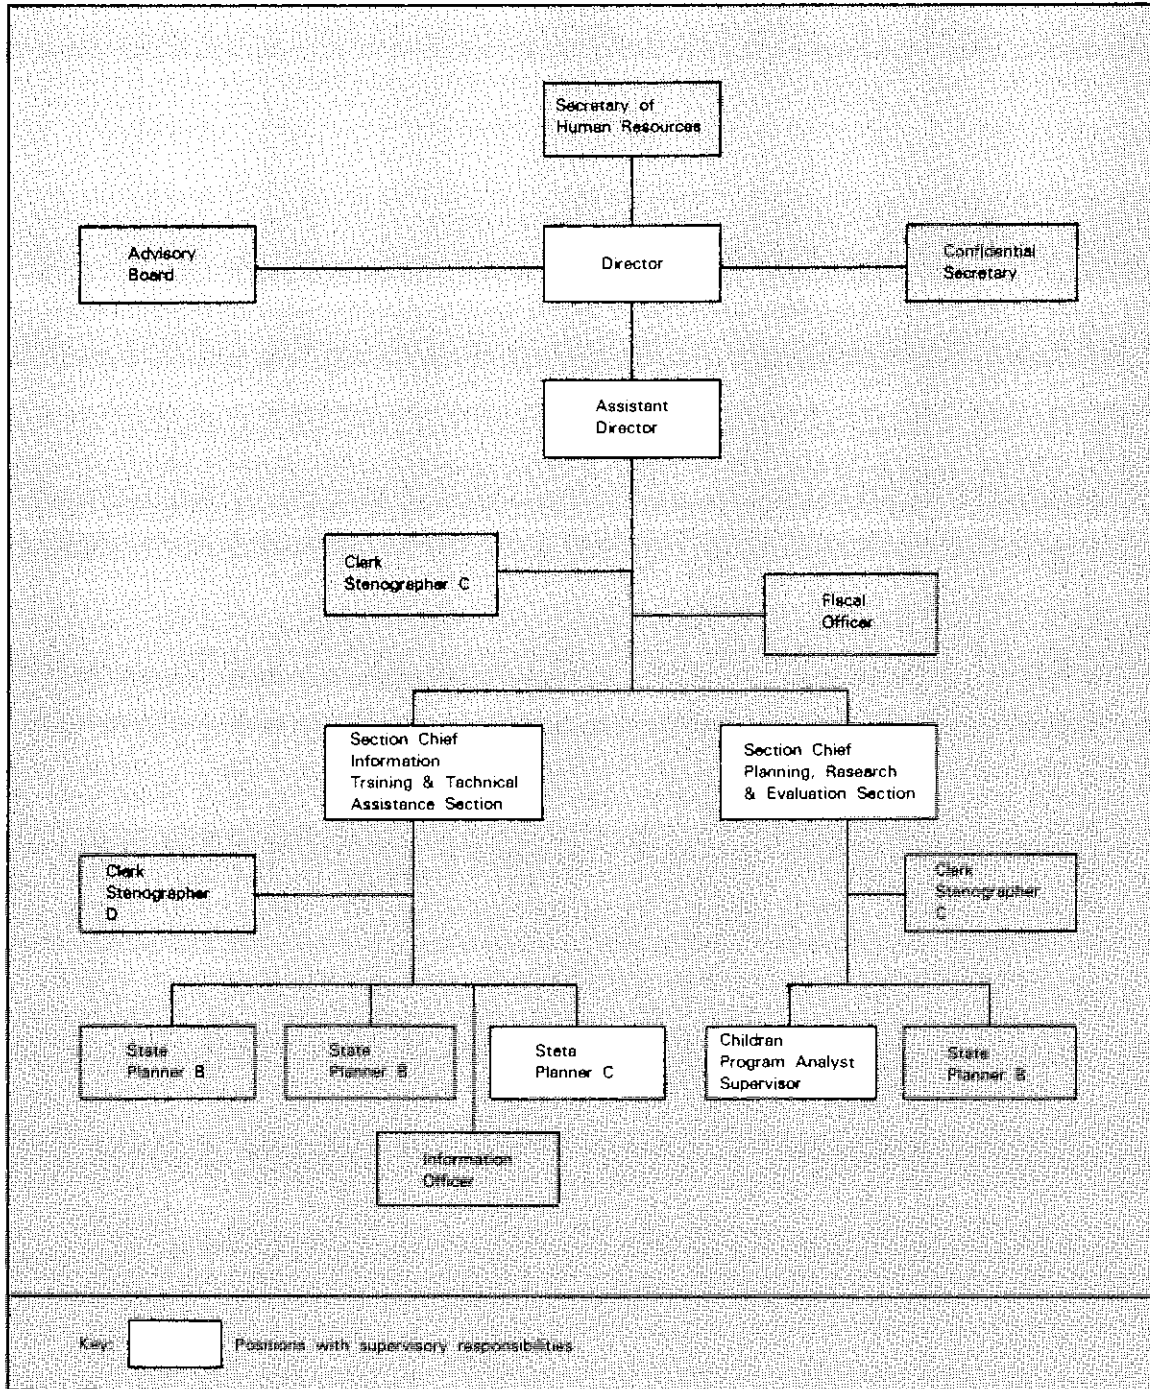 Secretary of
Human Resources
Advisory
Board
Director
Confidential
Secretary
Assistant
Director
Clerk
Stenographer C
Fiscal
Officer
Section Chief
Information
Training & Technical
Assistance Section
Section Chief
Planning, Research
& Evaluation Section
Clerk
Stenographer
D
Clerk
Stenographer
C
State
Planner B
State
Planner B
State
Planner C
Children
Program Analyst
Supervisor
State
Planner B
Information
Officer
Key:
Positions with supervisory responsibilities